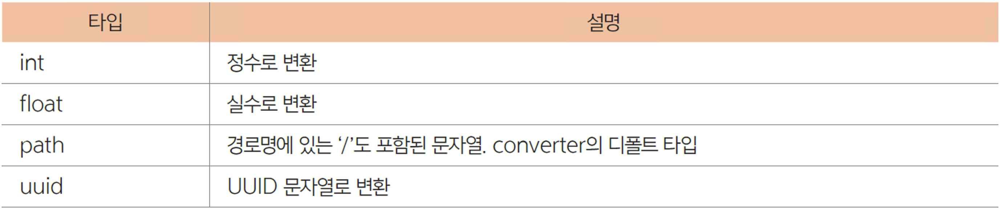 타입 설명
int 정수로 변환
float 실수로 변환
path 경로명에 있는 ‘/’도 포함된 문자열. converter의 디폴트 타입
uuid UUID 문자열로 변환